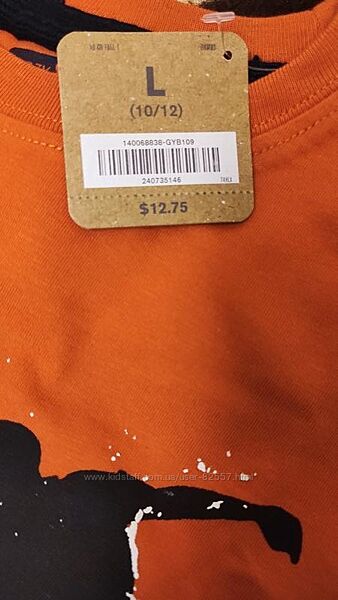 L
(10/12)
140068838-GYB109
240735146
$12.75
www.kidstaff.com.ua/user-82557.html